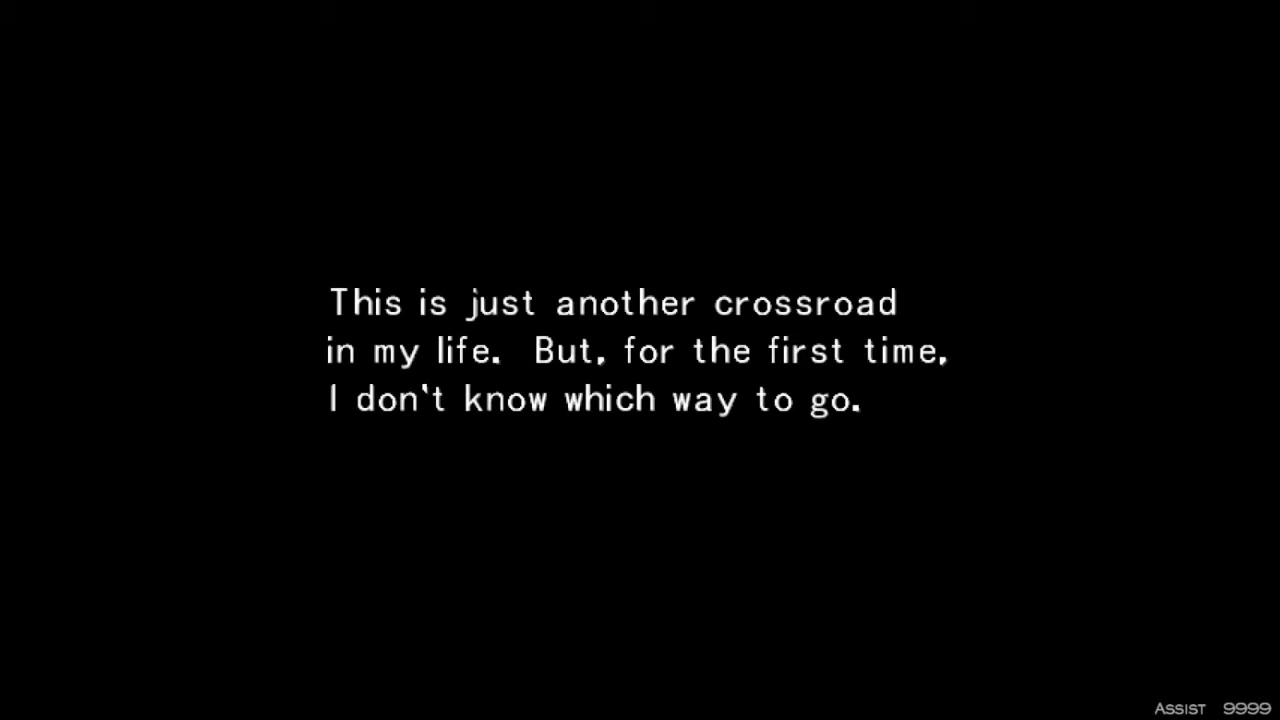 This is just another crossroad
in my life. But, for the first time,
I don't know which way to go.
Assist 9999